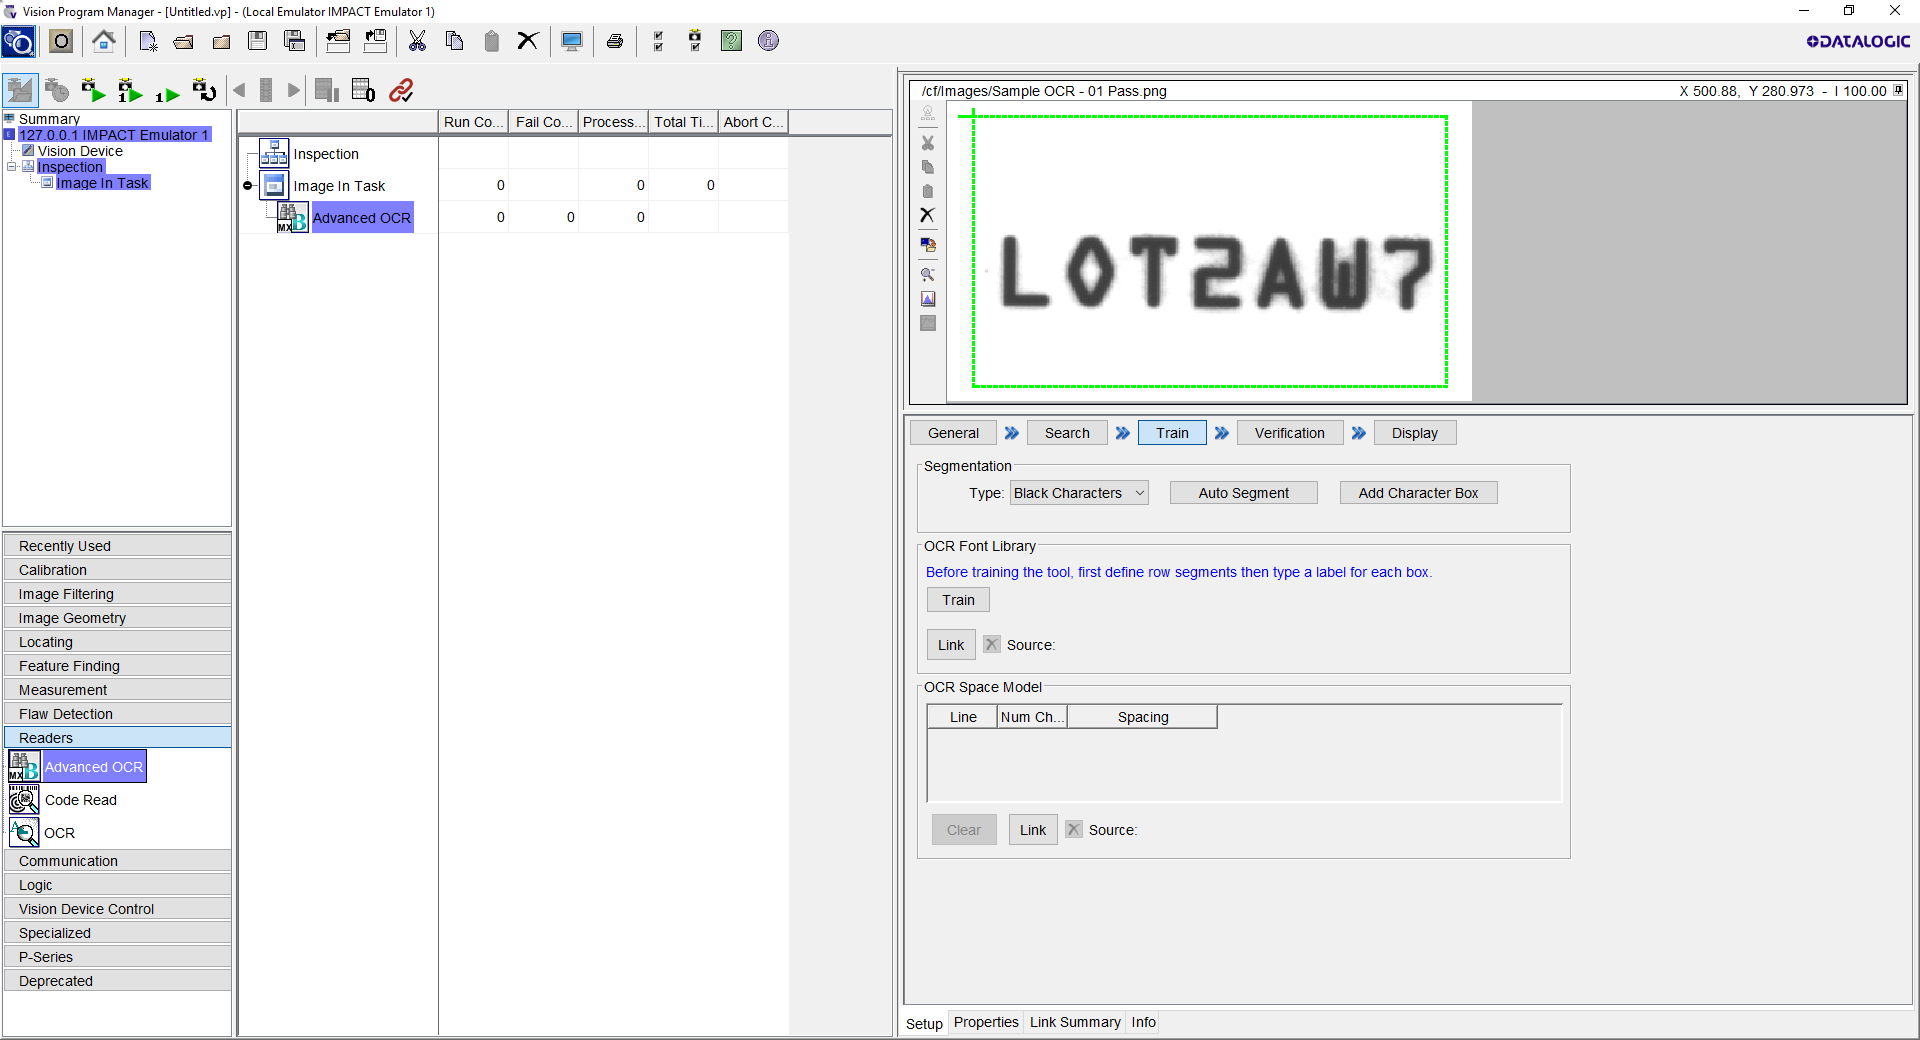 Vision Program Manager - [Untitled.vp] - (Local Emulator IMPACT Emulator 1)
DATALOGIC
Summary
127.0.0.1 IMPACT Emulator 1
Vision Device
Inspection
Image In Task
Run Co... Fail Co... Process... Total Ti... Abort C...
Inspection
Image In Task 0 0 0
Advanced OCR 0 0 0
/cf/Images/Sample OCR - 01 Pass.png X 500.88, Y 280.973 - I 100.00
LOT2AW7
General Search Train Verification Display
Segmentation
Type: Black Characters Auto Segment Add Character Box
OCR Font Library
Before training the tool, first define row segments then type a label for each box.
Train
Link Source:
OCR Space Model
Line Num Ch... Spacing
Clear Link Source:
Setup Properties Link Summary Info
Recently Used
Calibration
Image Filtering
Image Geometry
Locating
Feature Finding
Measurement
Flaw Detection
Readers
Advanced OCR
Code Read
OCR
Communication
Logic
Vision Device Control
Specialized
P-Series
Deprecated